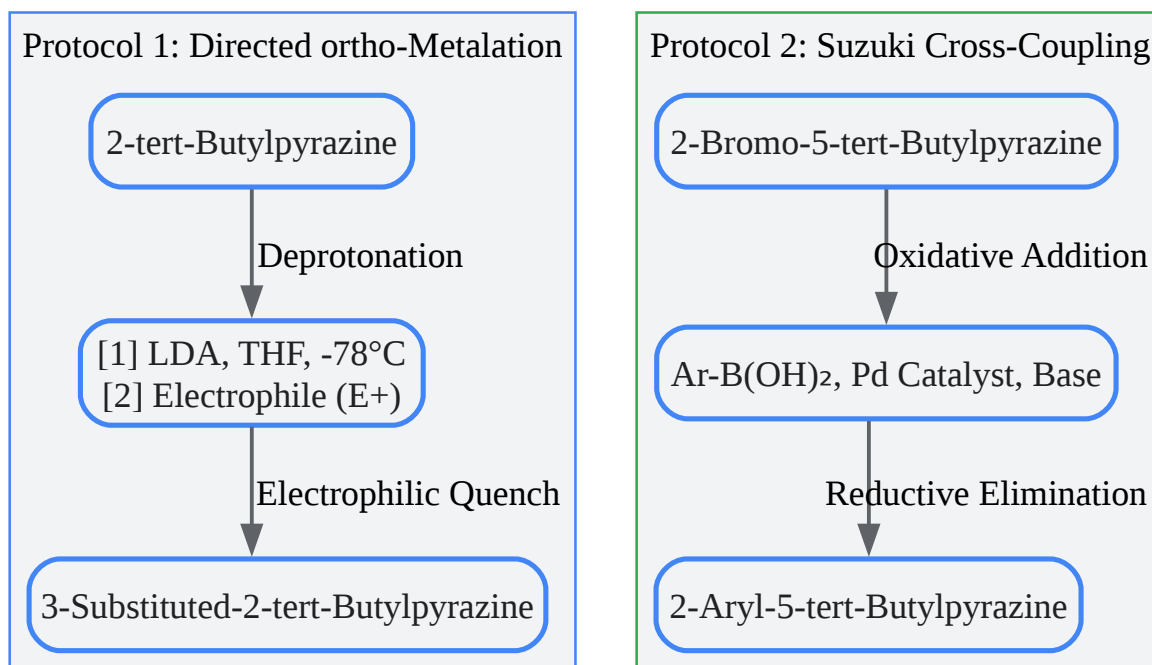 Protocol 1: Directed ortho-Metalation
2-tert-Butylpyrazine
Deprotonation
[1] LDA, THF, -78°C
[2] Electrophile (E+)
Electrophilic Quench
3-Substituted-2-tert-Butylpyrazine
Protocol 2: Suzuki Cross-Coupling
2-Bromo-5-tert-Butylpyrazine
Oxidative Addition
Ar-B(OH)₂, Pd Catalyst, Base
Reductive Elimination
2-Aryl-5-tert-Butylpyrazine